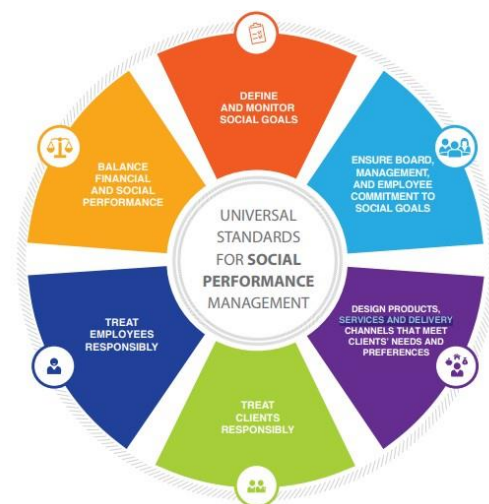 DEFINE
AND MONITOR
SOCIAL GOALS
ENSURE BOARD,
MANAGEMENT,
AND EMPLOYEE
COMMITMENT TO
SOCIAL GOALS
DESIGN PRODUCTS,
SERVICES AND DELIVERY
CHANNELS THAT MEET
CLIENTS' NEEDS AND
PREFERENCES
TREAT
CLIENTS
RESPONSIBLY
TREAT
EMPLOYEES
RESPONSIBLY
BALANCE
FINANCIAL
AND SOCIAL
PERFORMANCE
UNIVERSAL
STANDARDS
FOR SOCIAL
PERFORMANCE
MANAGEMENT